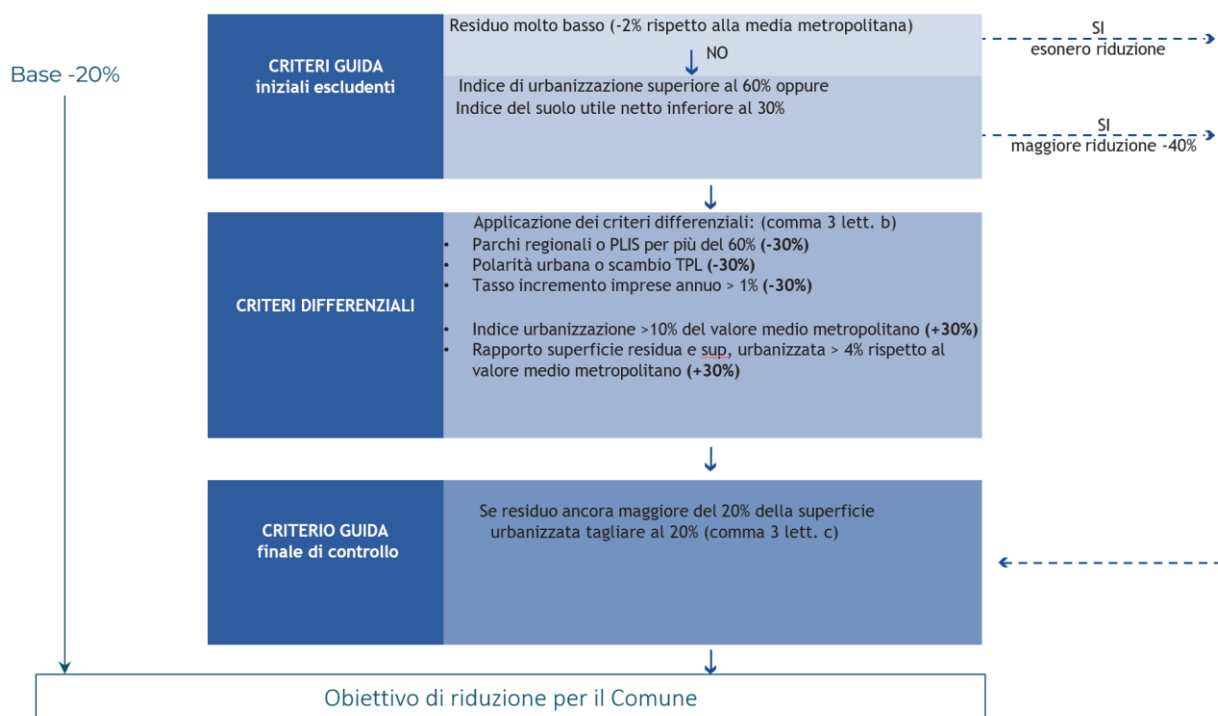 Base -20%
CRITERI GUIDA
iniziali escludenti
Residuo molto basso (-2% rispetto alla media metropolitana)
NO
SI
esonero riduzione
Indice di urbanizzazione superiore al 60% oppure
Indice del suolo utile netto inferiore al 30%
SI
maggiore riduzione -40%
CRITERI DIFFERENZIALI
Applicazione dei criteri differenziali: (comma 3 lett. b)
• Parchi regionali o PLIS per più del 60% (-30%)
• Polarità urbana o scambio TPL (-30%)
• Tasso incremento imprese annuo > 1% (-30%)
• Indice urbanizzazione >10% del valore medio metropolitano (+30%)
• Rapporto superficie residua e sup, urbanizzata > 4% rispetto al
valore medio metropolitano (+30%)
CRITERIO GUIDA
finale di controllo
Se residuo ancora maggiore del 20% della superficie
urbanizzata tagliare al 20% (comma 3 lett. c)
Obiettivo di riduzione per il Comune